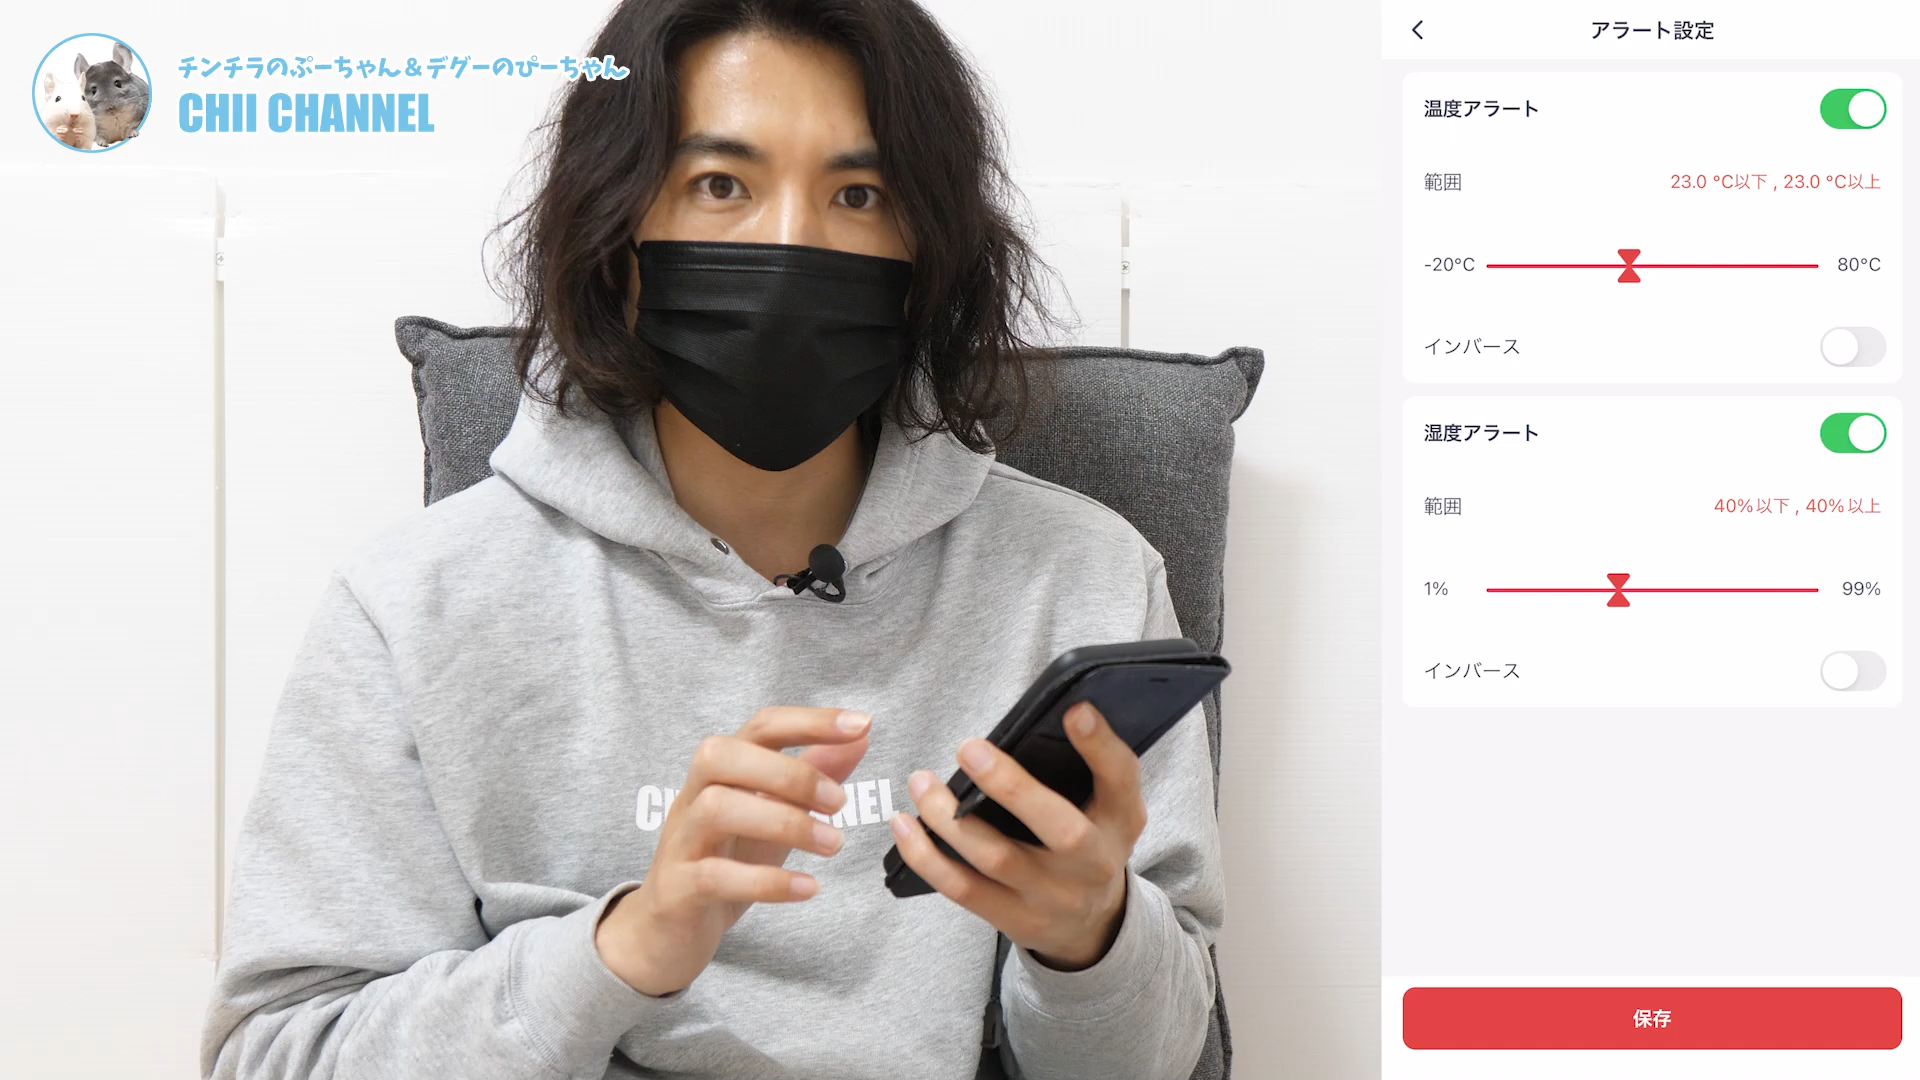 チンチラのぷーちゃん＆デグーのぴーちゃん
CHII CHANNEL
アラート設定
温度アラート
範囲 23.0 °C以下 , 23.0 °C以上
-20°C 80°C
インバース
湿度アラート
範囲 40%以下 , 40%以上
1% 99%
インバース
保存